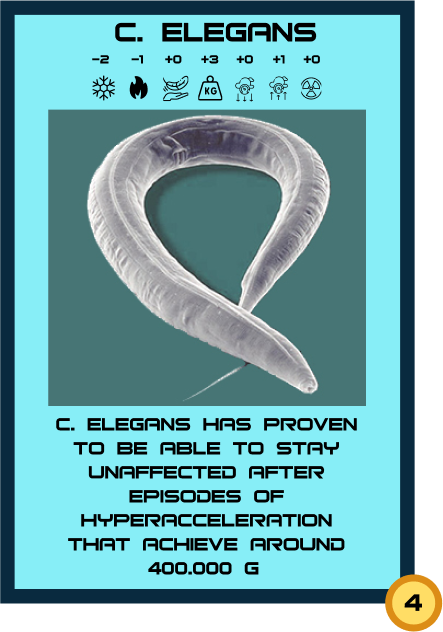 C. ELEGANS
-2 -1 +0 +3 +0 +1 +0
KG
C. ELEGANS HAS PROVEN
TO BE ABLE TO STAY
UNAFFECTED AFTER
EPISODES OF
HYPERACCELERATION
THAT ACHIEVE AROUND
400.000 G
4